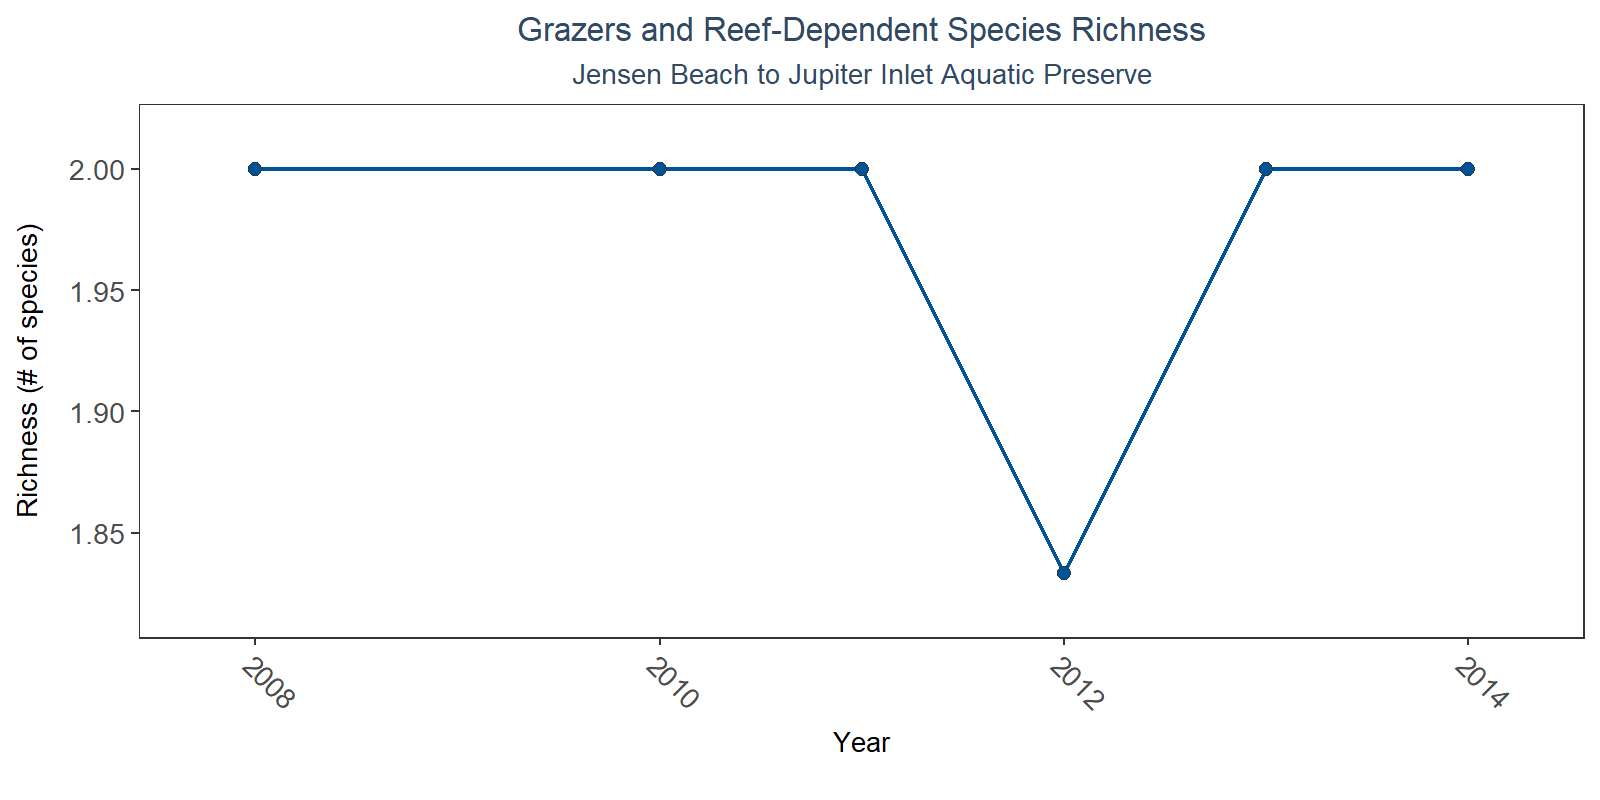 Grazers and Reef-Dependent Species Richness
Jensen Beach to Jupiter Inlet Aquatic Preserve
Richness (# of species)
2.00
1.95
1.90
1.85
2008
2010
2012
2014
Year